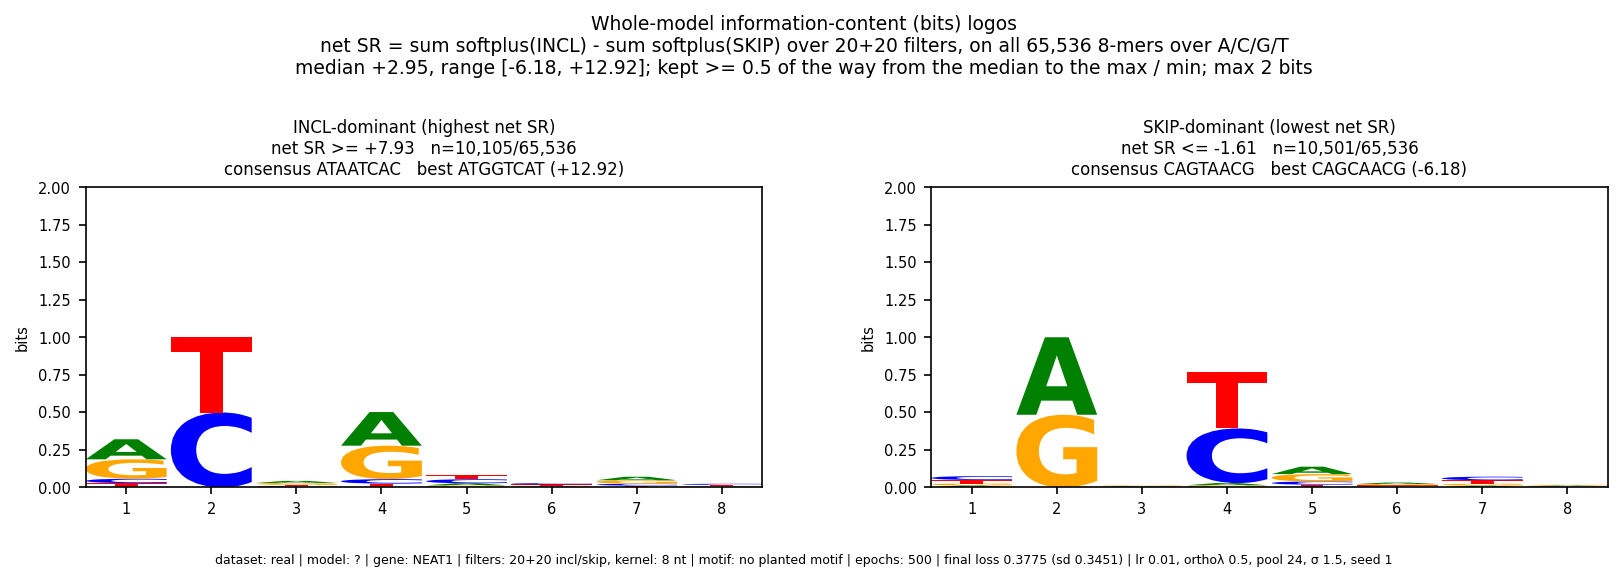 Whole-model information-content (bits) logos
net SR = sum softplus(INCL) - sum softplus(SKIP) over 20+20 filters, on all 65,536 8-mers over A/C/G/T
median +2.95, range [-6.18, +12.92]; kept >= 0.5 of the way from the median to the max / min; max 2 bits
INCL-dominant (highest net SR)
net SR >= +7.93   n=10,105/65,536
consensus ATAATCAC   best ATGGTCAT (+12.92)
2.00
1.75
1.50
1.25
1.00
0.75
0.50
0.25
0.00
bits
1 2 3 4 5 6 7 8
SKIP-dominant (lowest net SR)
net SR <= -1.61   n=10,501/65,536
consensus CAGTAACG   best CAGCAACG (-6.18)
2.00
1.75
1.50
1.25
1.00
0.75
0.50
0.25
0.00
bits
1 2 3 4 5 6 7 8
dataset: real | model: ? | gene: NEAT1 | filters: 20+20 incl/skip, kernel: 8 nt | motif: no planted motif | epochs: 500 | final loss 0.3775 (sd 0.3451) | lr 0.01, orthoλ 0.5, pool 24, σ 1.5, seed 1